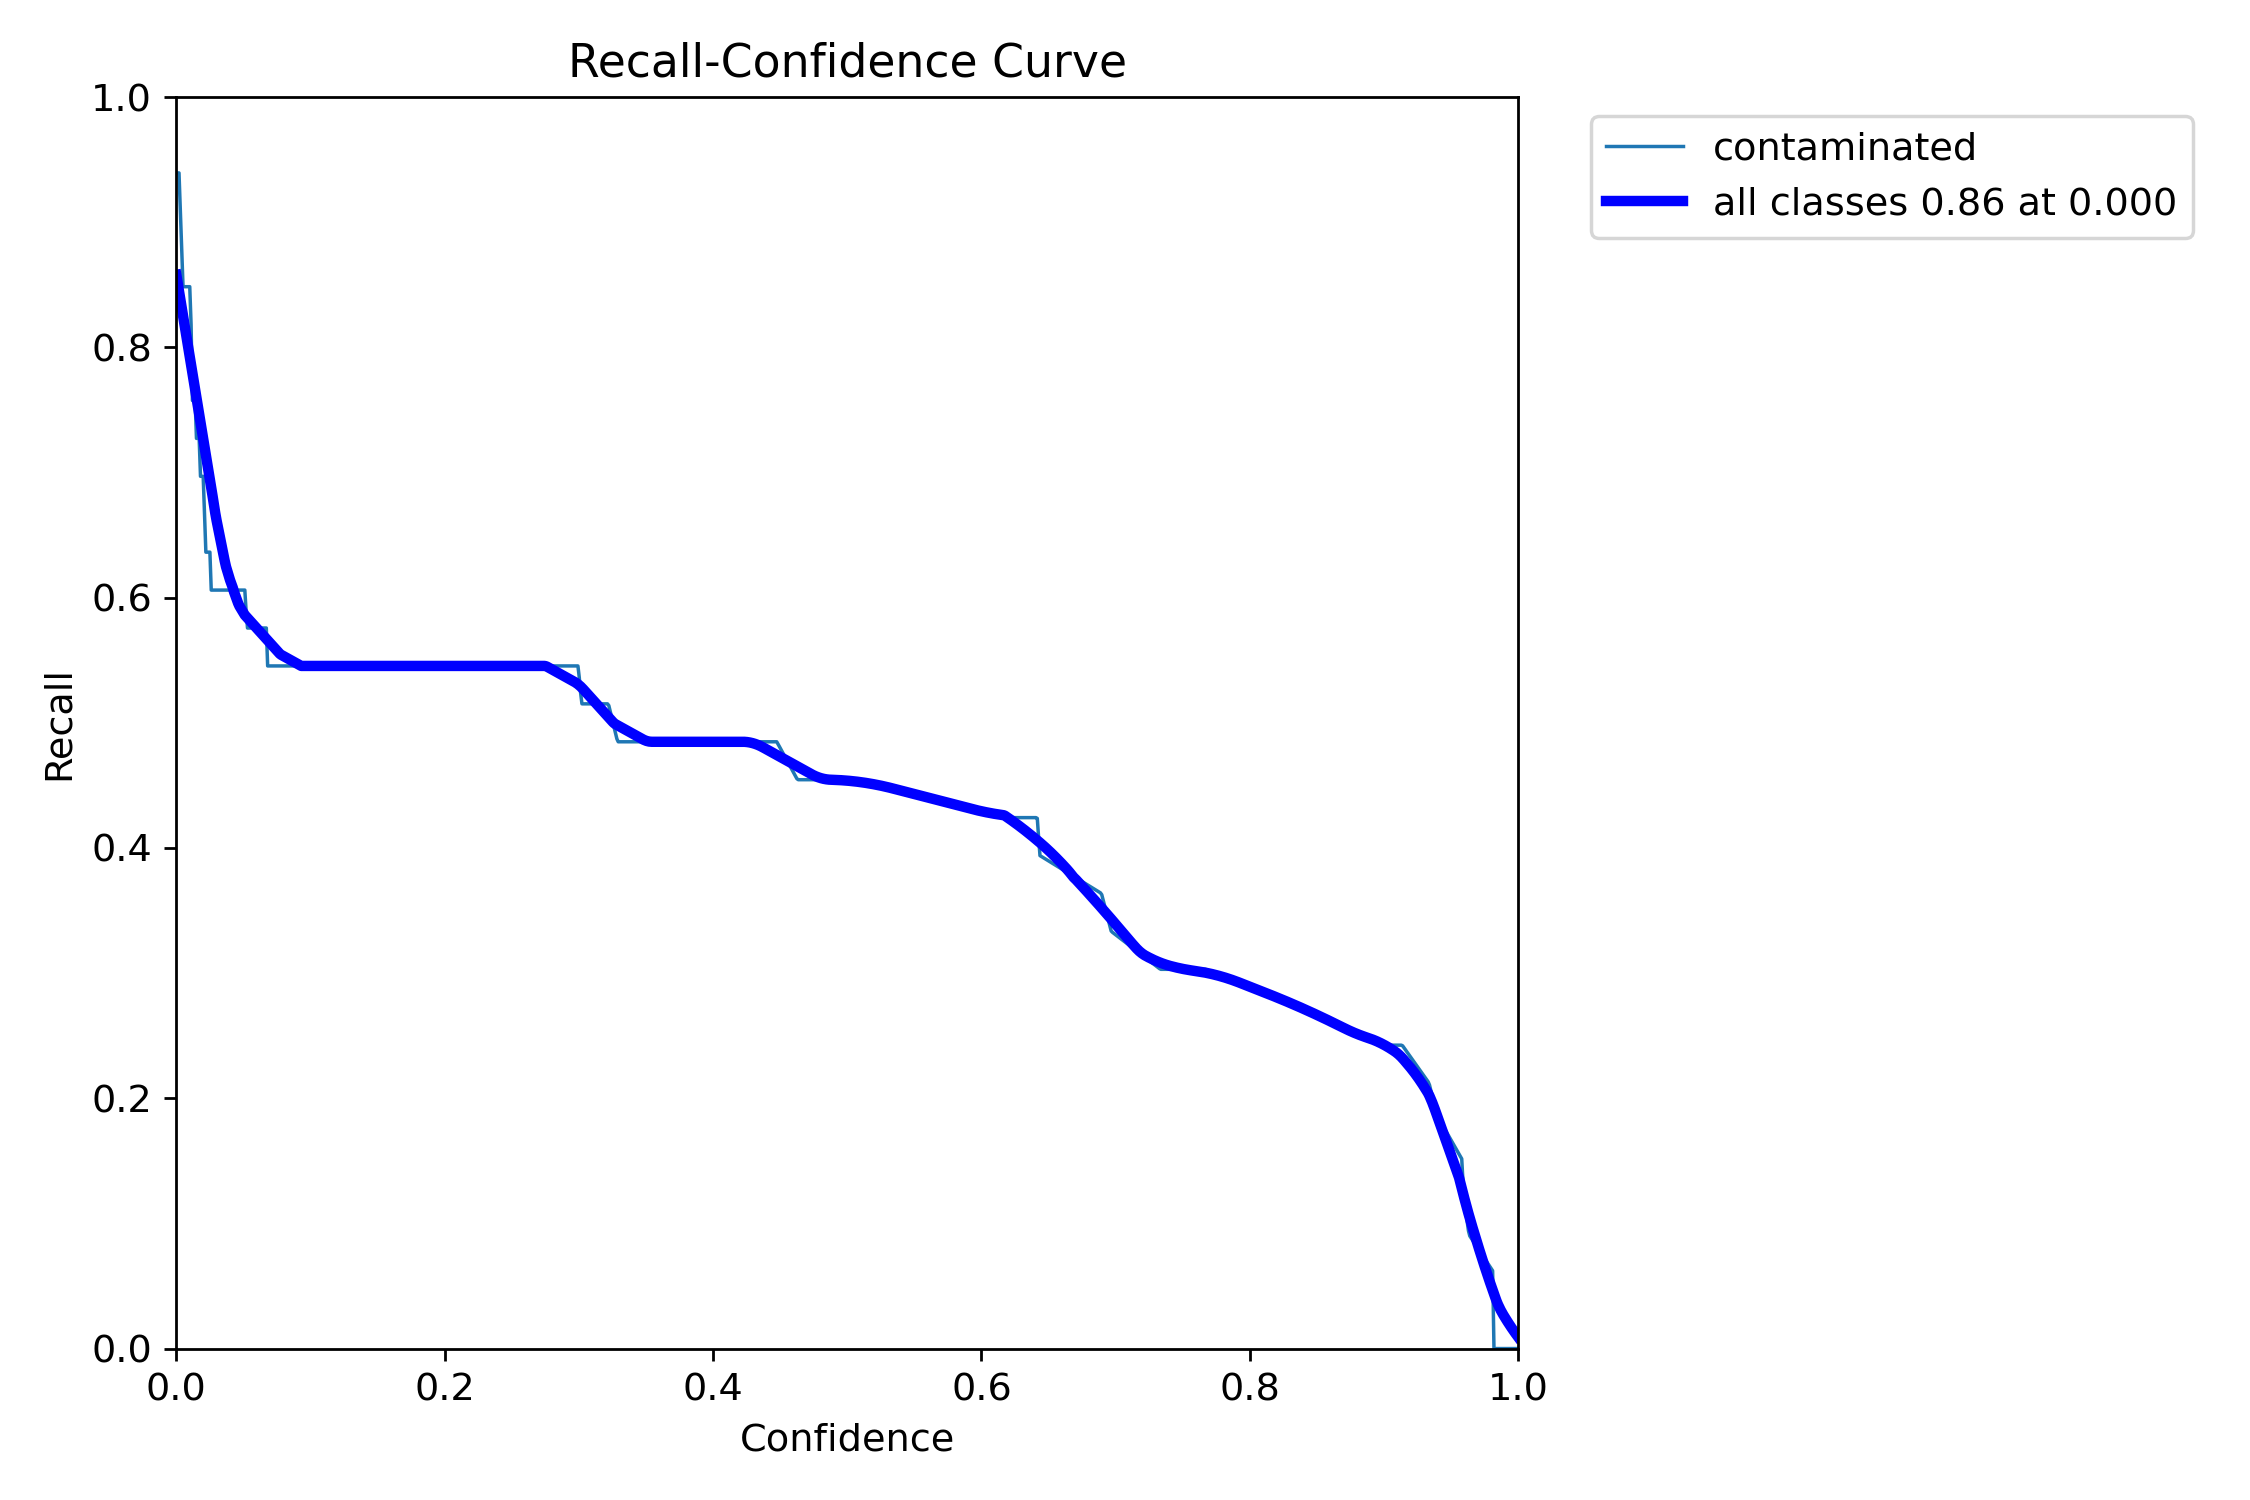 Recall-Confidence Curve
1.0
0.8
0.6
0.4
0.2
0.0
Recall
0.0 0.2 0.4 0.6 0.8 1.0
Confidence
contaminated
all classes 0.86 at 0.000